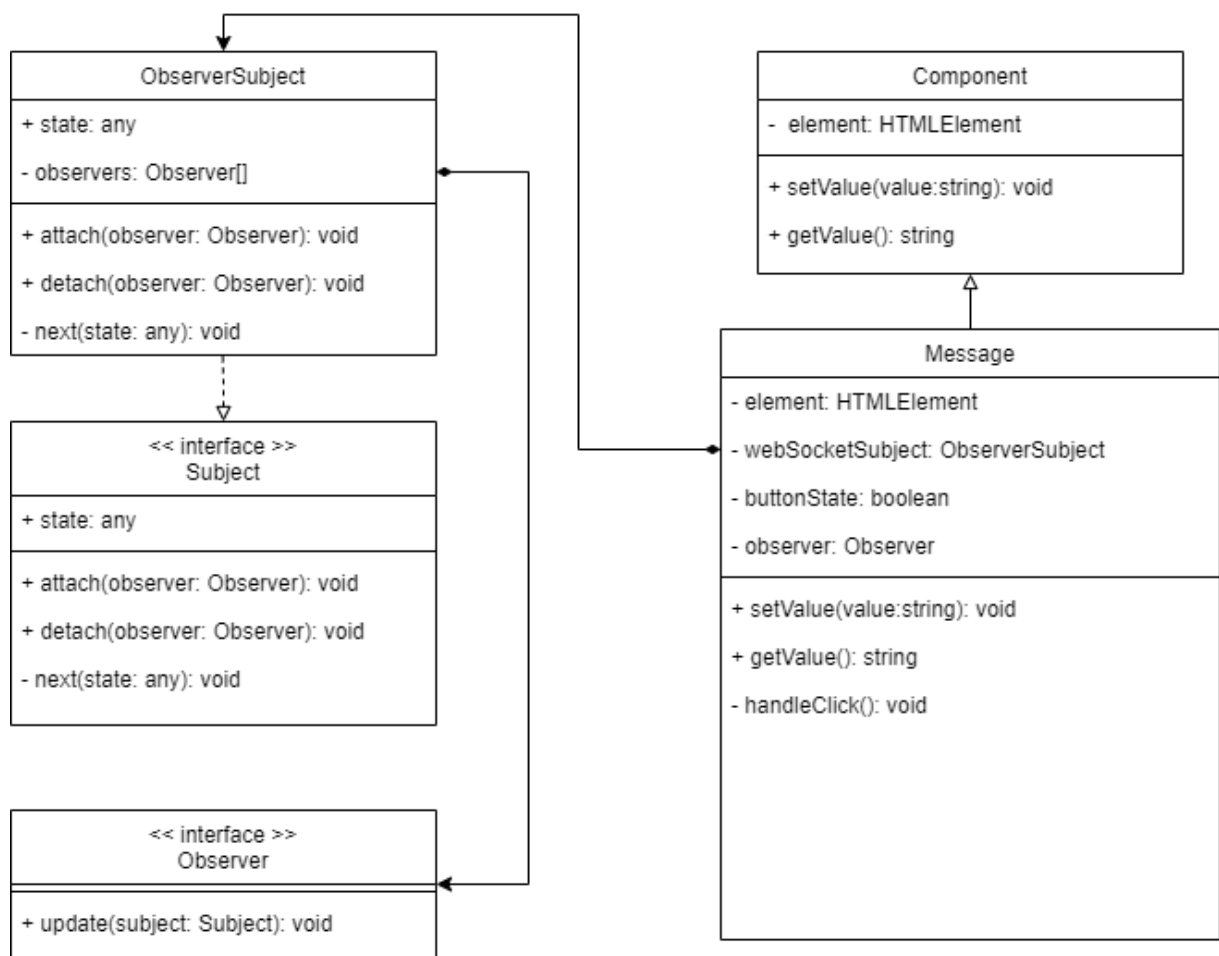 ObserverSubject
+ state: any
- observers: Observer[]
+ attach(observer: Observer): void
+ detach(observer: Observer): void
- next(state: any): void
<< interface >>
Subject
+ state: any
+ attach(observer: Observer): void
+ detach(observer: Observer): void
- next(state: any): void
<< interface >>
Observer
+ update(subject: Subject): void
Component
- element: HTMLElement
+ setValue(value:string): void
+ getValue(): string
Message
- element: HTMLElement
- webSocketSubject: ObserverSubject
- buttonState: boolean
- observer: Observer
+ setValue(value:string): void
+ getValue(): string
- handleClick(): void